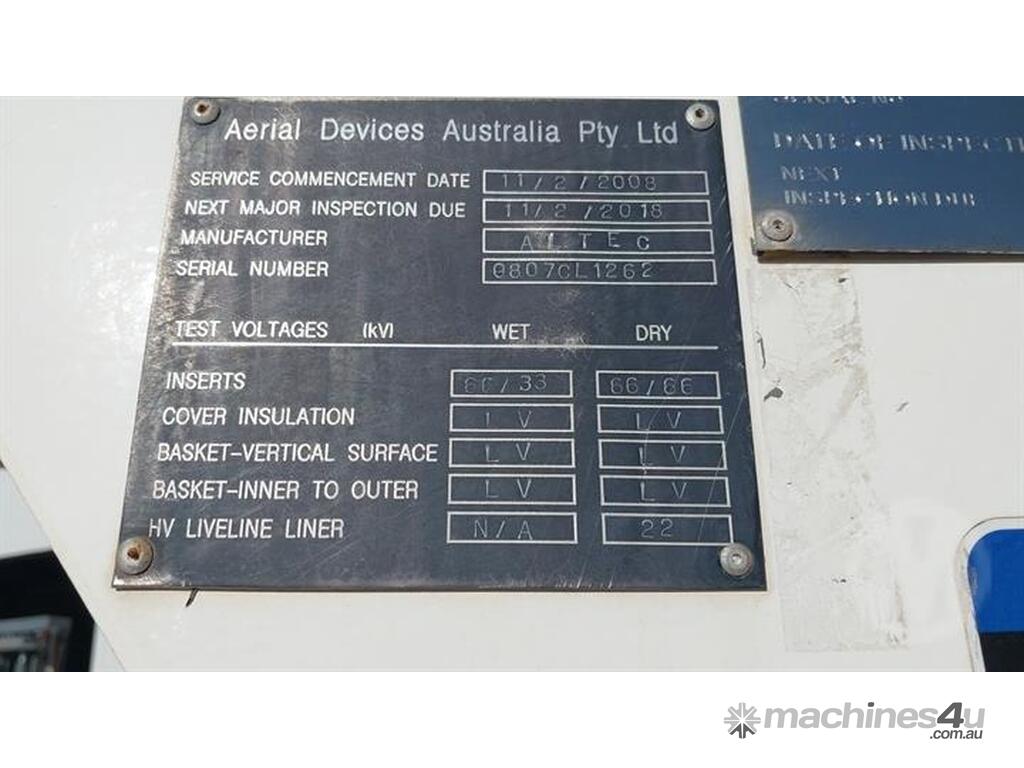 Aerial Devices Australia Pty Ltd
SERVICE COMMENCEMENT DATE 11/2/2008
NEXT MAJOR INSPECTION DUE 11/2/2018
MANUFACTURER ALTEC
SERIAL NUMBER 0807CL1262
TEST VOLTAGES (kV) WET DRY
INSERTS 66/33 66/66
COVER INSULATION LV LV
BASKET-VERTICAL SURFACE LV LV
BASKET-INNER TO OUTER LV LV
HV LIVELINE LINER N/A 22
DATE OF
NEXT
INSPECTION DUE
machines4u
.com.au